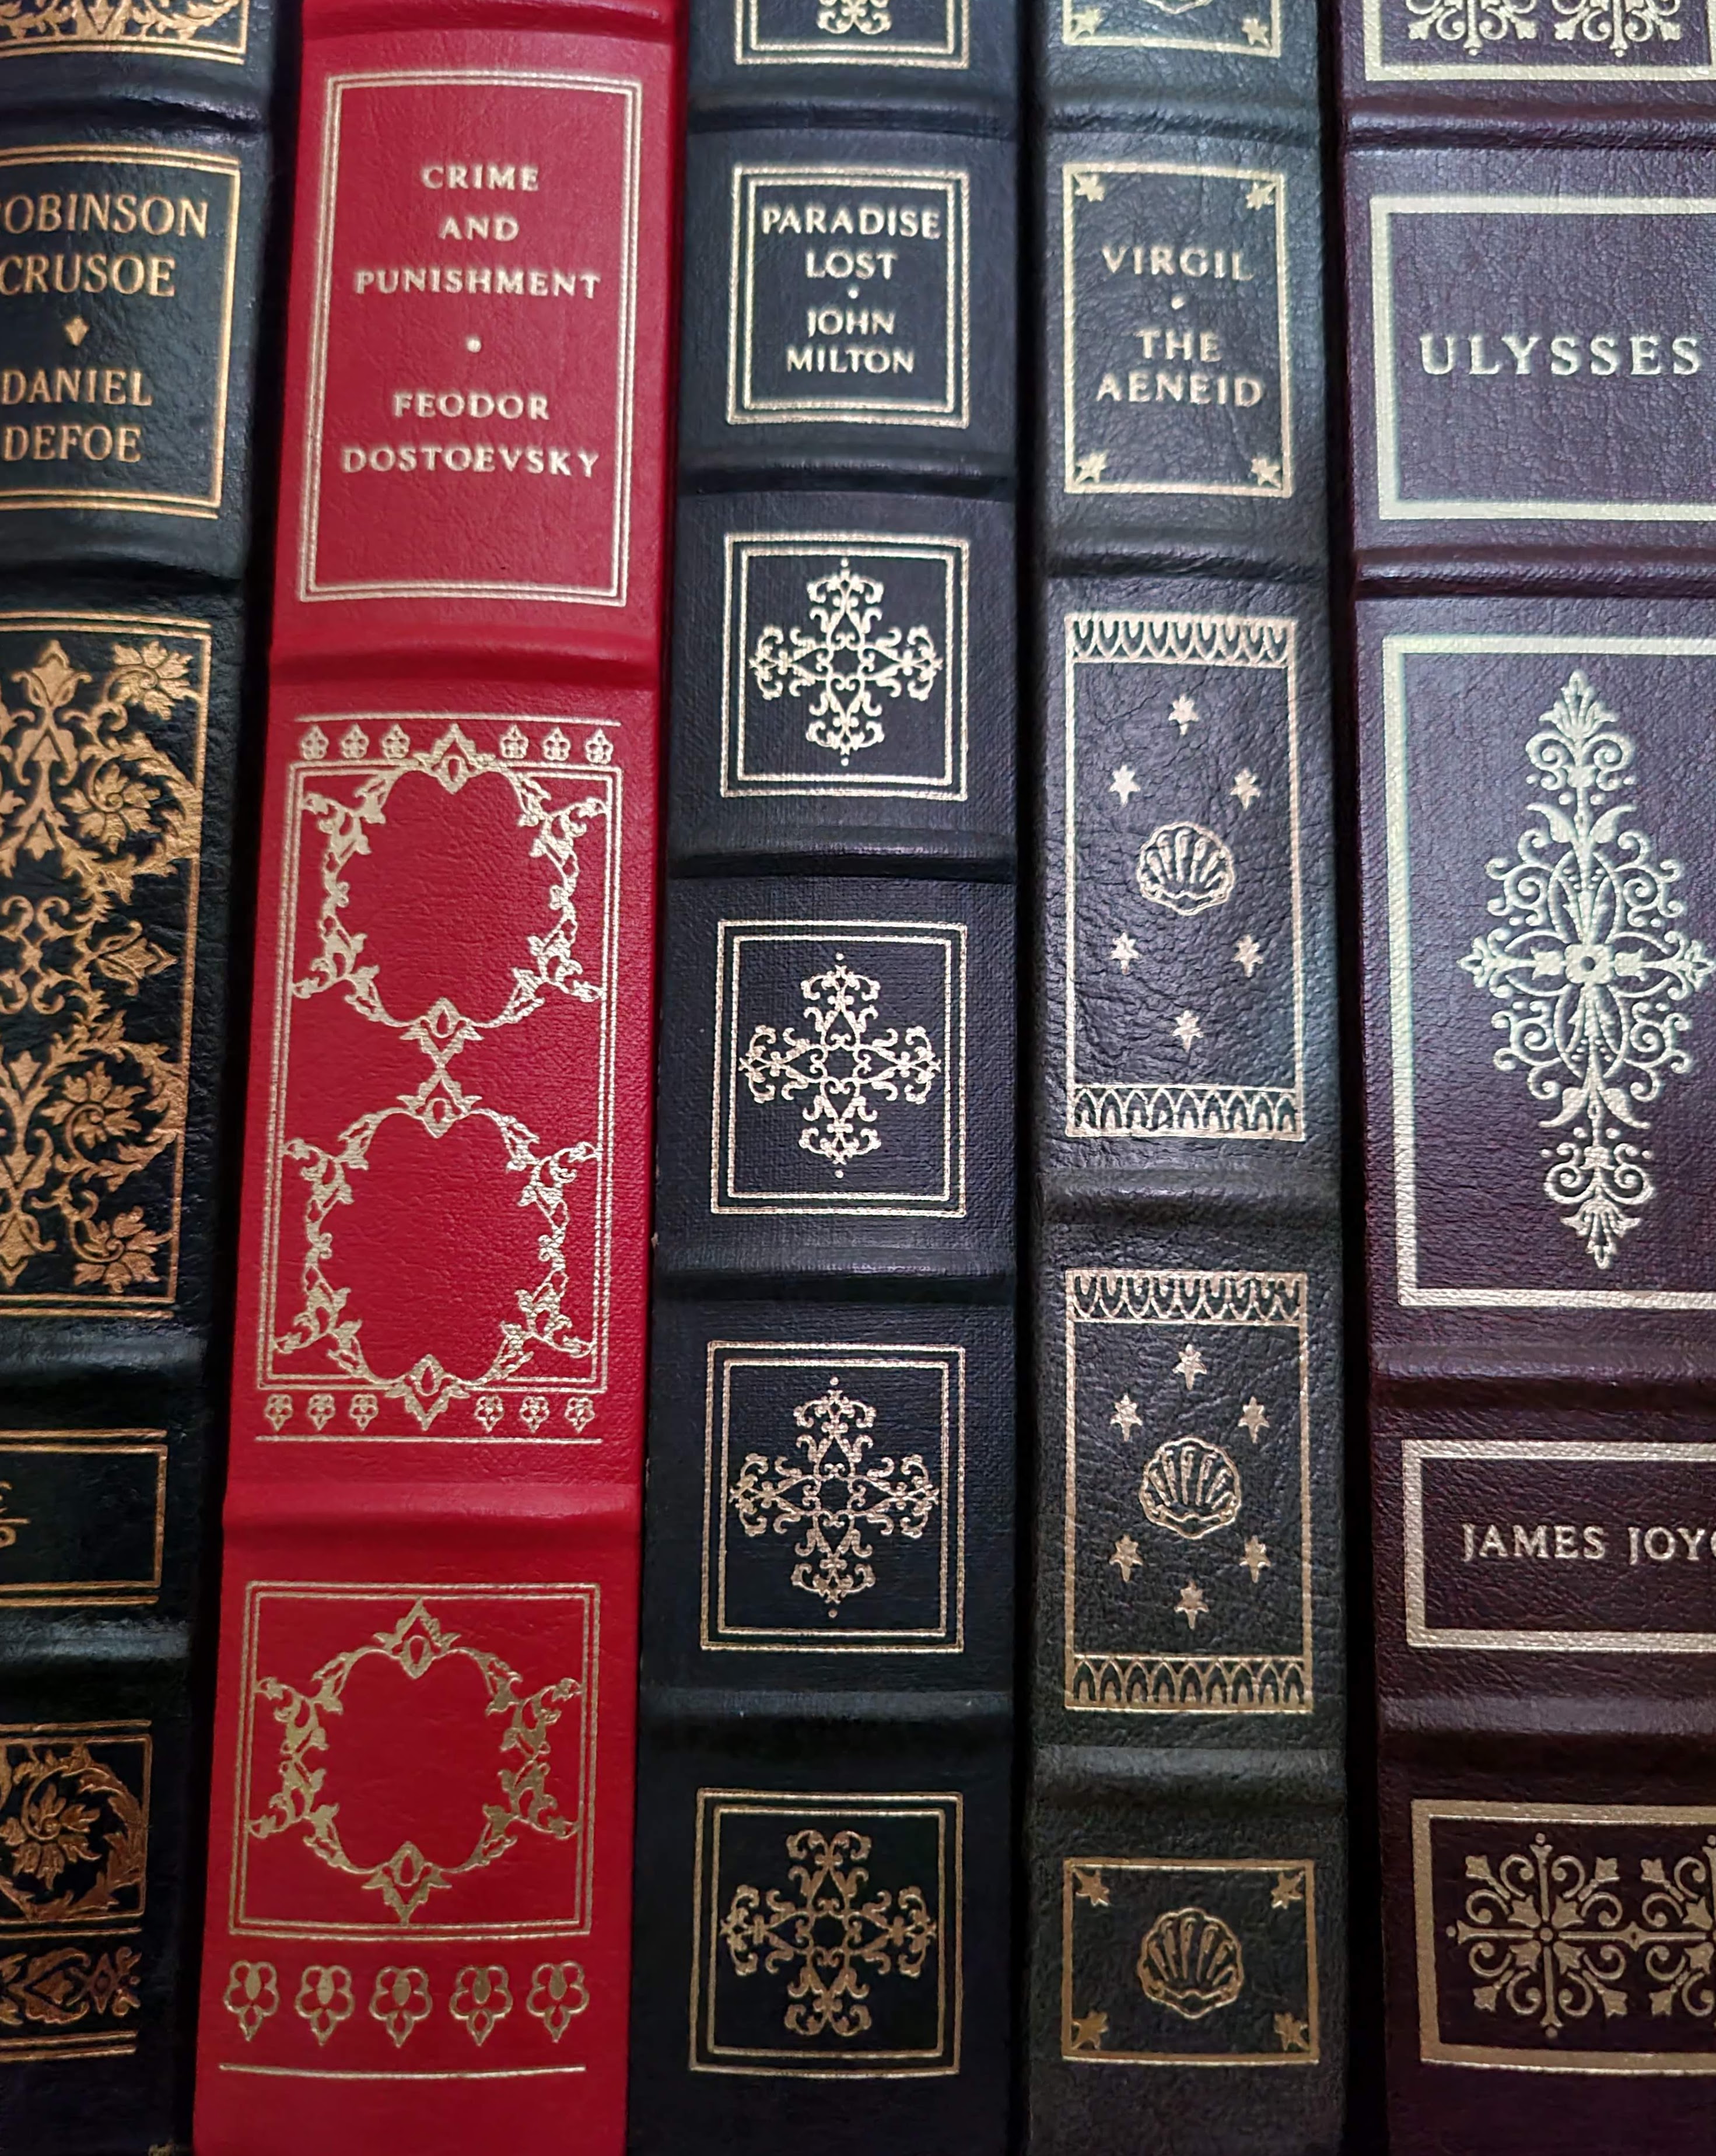 OBINSON
CRUSOE
DANIEL
DEFOE
CRIME
AND
PUNISHMENT
FEODOR
DOSTOEVSKY
PARADISE
LOST
JOHN
MILTON
VIRGIL
THE
AENEID
ULYSSES
JAMES JOY